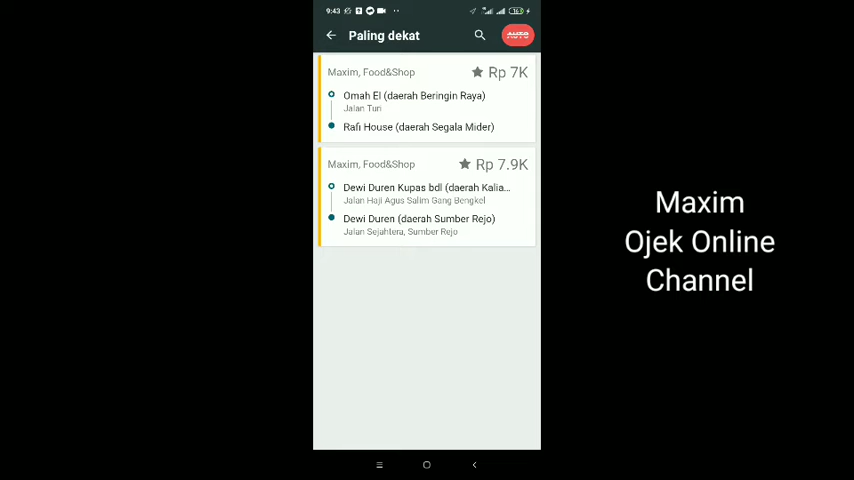 9:43
Paling dekat
AUTO
Maxim, Food&Shop
Rp 7K
Omah El (daerah Beringin Raya)
Jalan Turi
Rafi House (daerah Segala Mider)
Maxim, Food&Shop
Rp 7.9K
Dewi Duren Kupas bdl (daerah Kalia...
Jalan Haji Agus Salim Gang Bengkel
Dewi Duren (daerah Sumber Rejo)
Jalan Sejahtera, Sumber Rejo
Maxim
Ojek Online
Channel